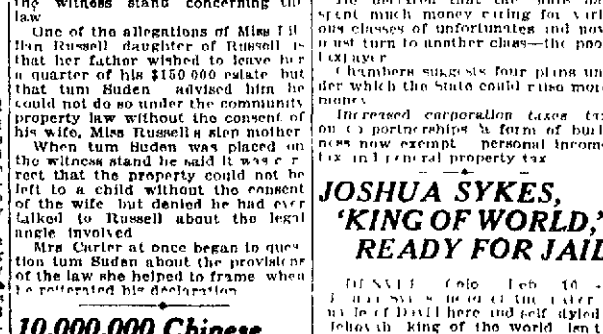 the witness stand concerning
law
One of the allegations of Miss Lil
lian Russell daughter of Russell is
that her father wished to leave her
a quarter of his $150 000 estate but
that tum Suden advised him he
could not do so under the community
property law without the consent of
his wife, Miss Russell s step mother
When tum Suden was placed on
the witness stand he said it was
rect that the property could not be
left to a child without the consent
of the wife but denied he had ever
talked to Russell about the legal
angle involved
Mrs Carter at once began to ques
tion tum Suden about the provisions
of the law she helped to frame when
he reiterated his declaration
10,000,000 Chinese
spent much money caring for
ous classes of unfortunates and now
must turn to another class—the poor
taxpayer
Chambers suggests four plans un
der which the State could raise more
money
Increased corporation taxes
on co partnerships a form of busi
ness now exempt personal income
tax and general property tax
JOSHUA SYKES,
'KING OF WORLD,'
READY FOR JAIL
Colo Feb 10
here and self styled
king of the world